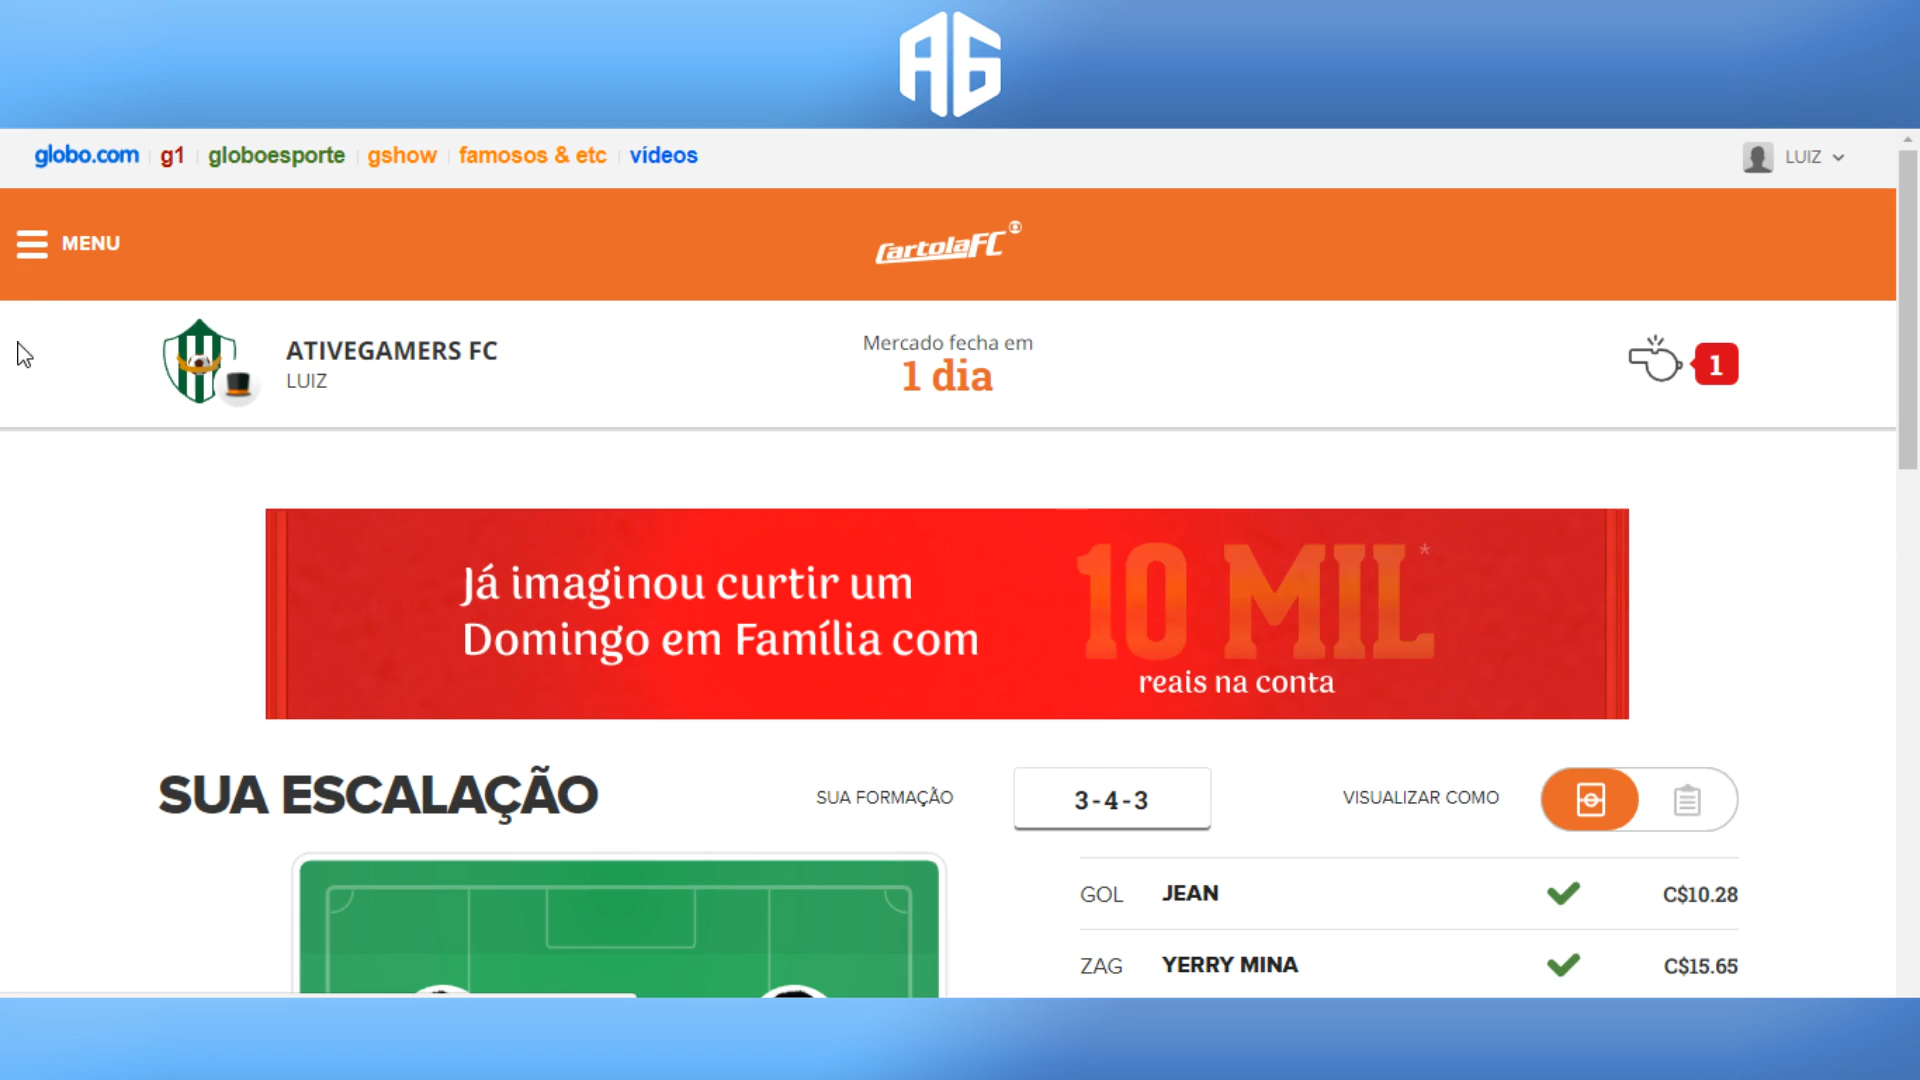 AG
globo.com g1 globoesporte gshow famosos & etc vídeos
LUIZ
MENU
CartolaFC
ATIVEGAMERS FC
LUIZ
Mercado fecha em
1 dia
1
Já imaginou curtir um
Domingo em Família com
10 MIL*
reais na conta
SUA ESCALAÇÃO
SUA FORMAÇÃO
3-4-3
VISUALIZAR COMO
GOL JEAN C$10.28
ZAG YERRY MINA C$15.65